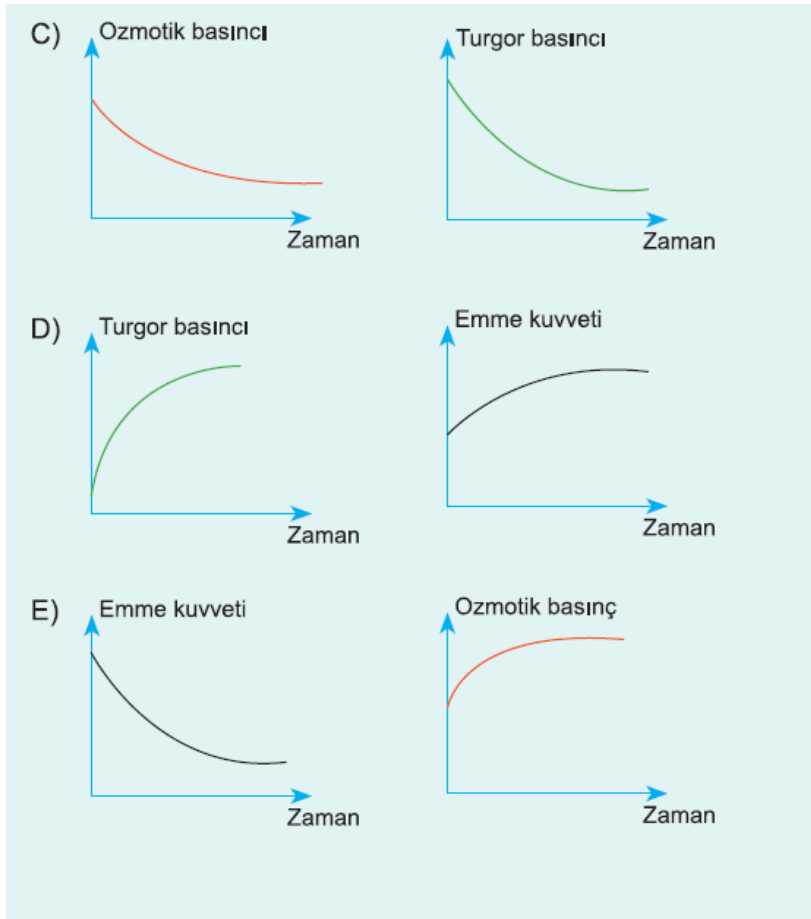 C) Ozmotik basıncı
Turgor basıncı
Zaman
Zaman
D) Turgor basıncı
Emme kuvveti
Zaman
Zaman
E) Emme kuvveti
Ozmotik basınç
Zaman
Zaman